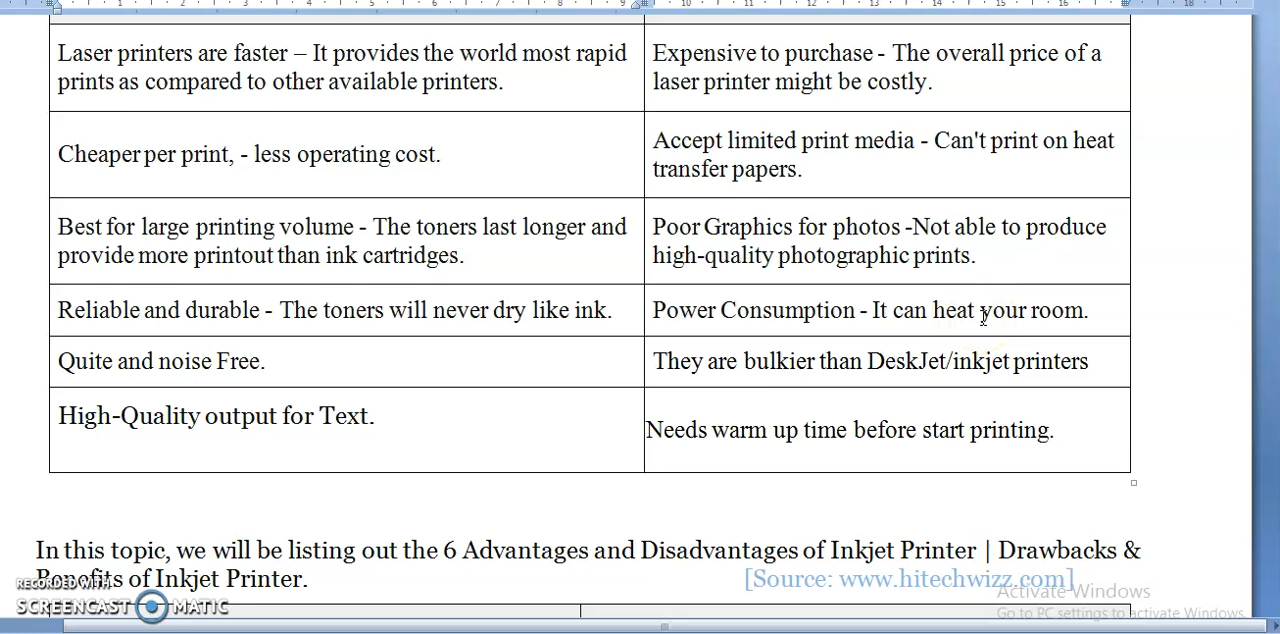 Laser printers are faster – It provides the world most rapid
prints as compared to other available printers.
Expensive to purchase - The overall price of a
laser printer might be costly.
Cheaper per print, - less operating cost.
Accept limited print media - Can't print on heat
transfer papers.
Best for large printing volume - The toners last longer and
provide more printout than ink cartridges.
Poor Graphics for photos -Not able to produce
high-quality photographic prints.
Reliable and durable - The toners will never dry like ink.
Power Consumption - It can heat your room.
Quite and noise Free.
They are bulkier than DeskJet/inkjet printers
High-Quality output for Text.
Needs warm up time before start printing.
In this topic, we will be listing out the 6 Advantages and Disadvantages of Inkjet Printer | Drawbacks &
Benefits of Inkjet Printer.
[Source: www.hitechwizz.com]
RECORDED WITH
SCREENCAST MATIC
Activate Windows
Go to PC settings to activate Windows.